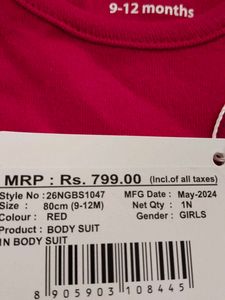 9-12 months
MRP : Rs. 799.00 (Incl.of all taxes)
Style No : 26NGBS1047 MFG Date : May-2024
Size : 80cm (9-12M) Net Qty : 1N
Colour : RED Gender : GIRLS
Product : BODY SUIT
1N BODY SUIT
8 905903 108445